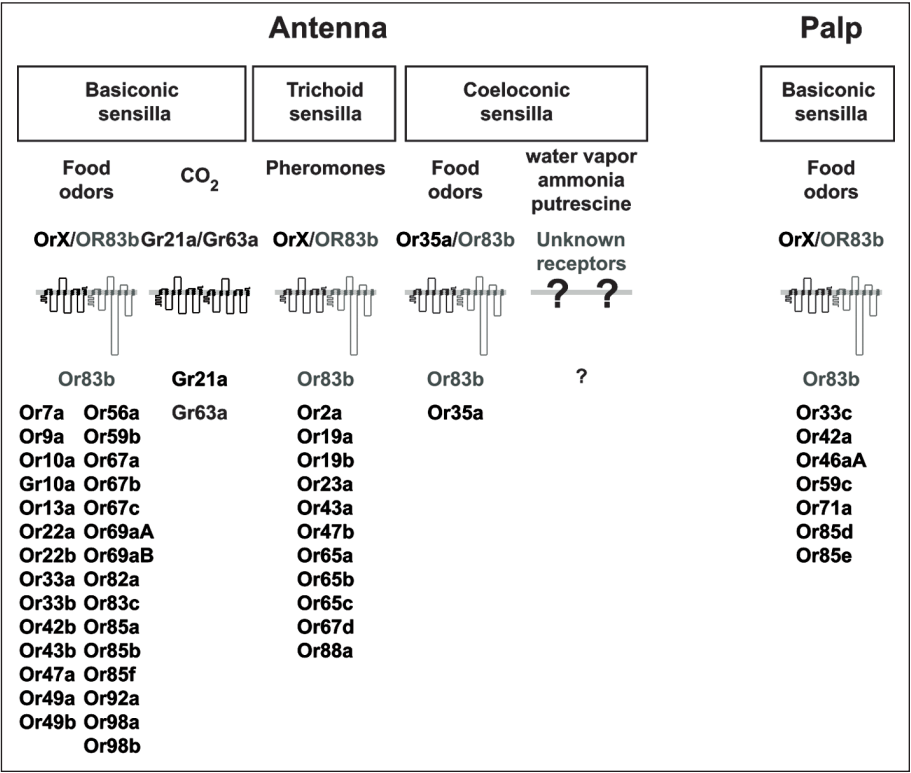 Antenna
Palp
Basiconic
sensilla
Trichoid
sensilla
Coeloconic
sensilla
Basiconic
sensilla
Food
odors
CO2
Pheromones
Food
odors
water vapor
ammonia
putrescine
Food
odors
OrX/OR83b
Gr21a/Gr63a
OrX/OR83b
Or35a/Or83b
Unknown
receptors
OrX/OR83b
? ?
Or83b
Gr21a
Or83b
Or83b
?
Or83b
Or7a Or56a
Or9a Or59b
Or10a Or67a
Gr10a Or67b
Or13a Or67c
Or22a Or69aA
Or22b Or69aB
Or33a Or82a
Or33b Or83c
Or42b Or85a
Or43b Or85b
Or47a Or85f
Or49a Or92a
Or49b Or98a
Or98b
Gr63a
Or2a
Or19a
Or19b
Or23a
Or43a
Or47b
Or65a
Or65b
Or65c
Or67d
Or88a
Or35a
Or33c
Or42a
Or46aA
Or59c
Or71a
Or85d
Or85e